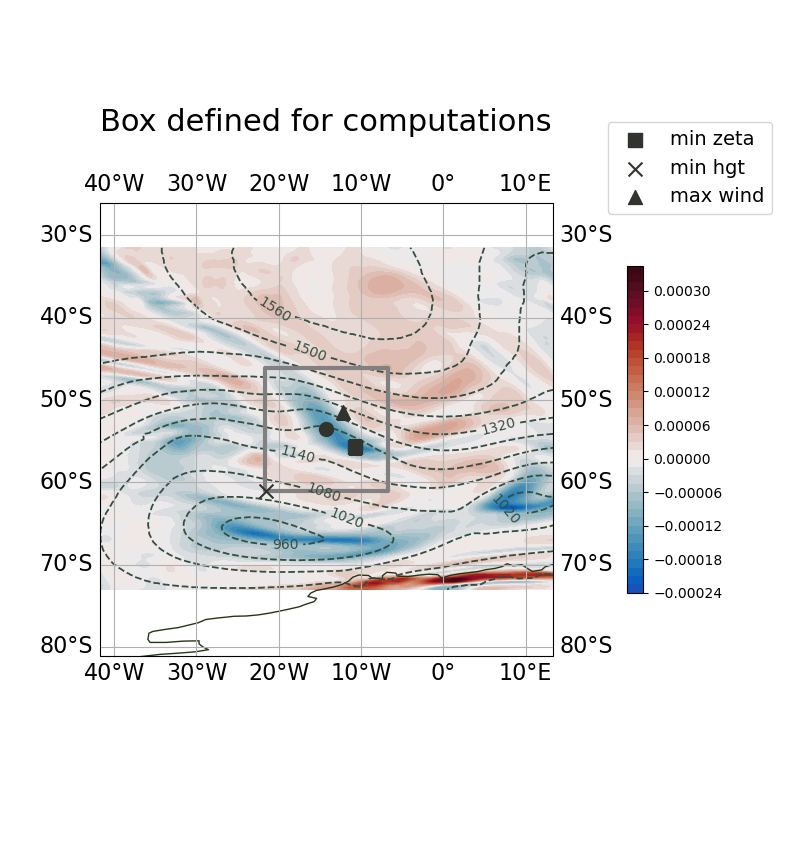 Box defined for computations
min zeta
min hgt
max wind
40°W 30°W 20°W 10°W 0° 10°E
30°S 30°S
40°S 40°S
50°S 50°S
60°S 60°S
70°S 70°S
80°S 80°S
40°W 30°W 20°W 10°W 0° 10°E
1560
1500
1320
1140
1080
1020
1020
960
0.00030
0.00024
0.00018
0.00012
0.00006
0.00000
−0.00006
−0.00012
−0.00018
−0.00024